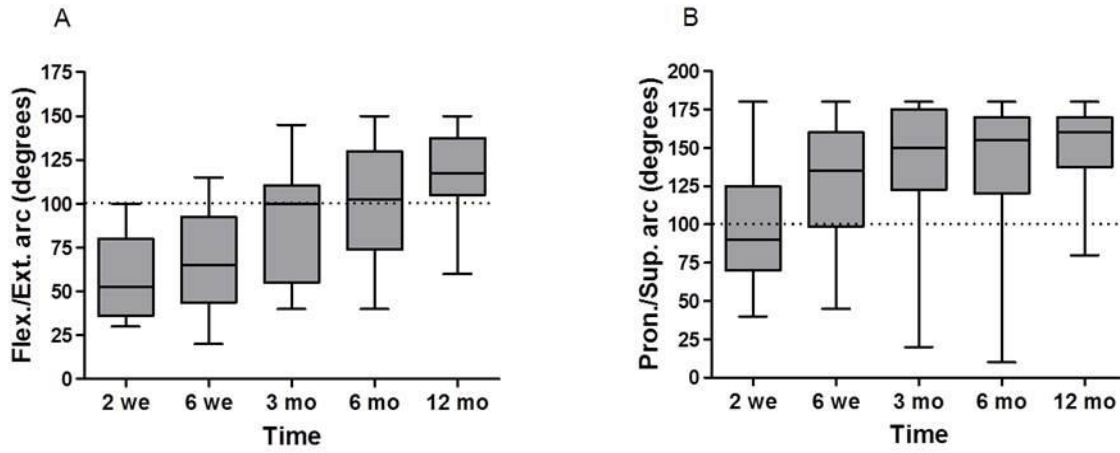 A
Flex./Ext. arc (degrees)
175
150
125
100
75
50
25
0
2 we 6 we 3 mo 6 mo 12 mo
Time
B
Pron./Sup. arc (degrees)
200
175
150
125
100
75
50
25
0
2 we 6 we 3 mo 6 mo 12 mo
Time